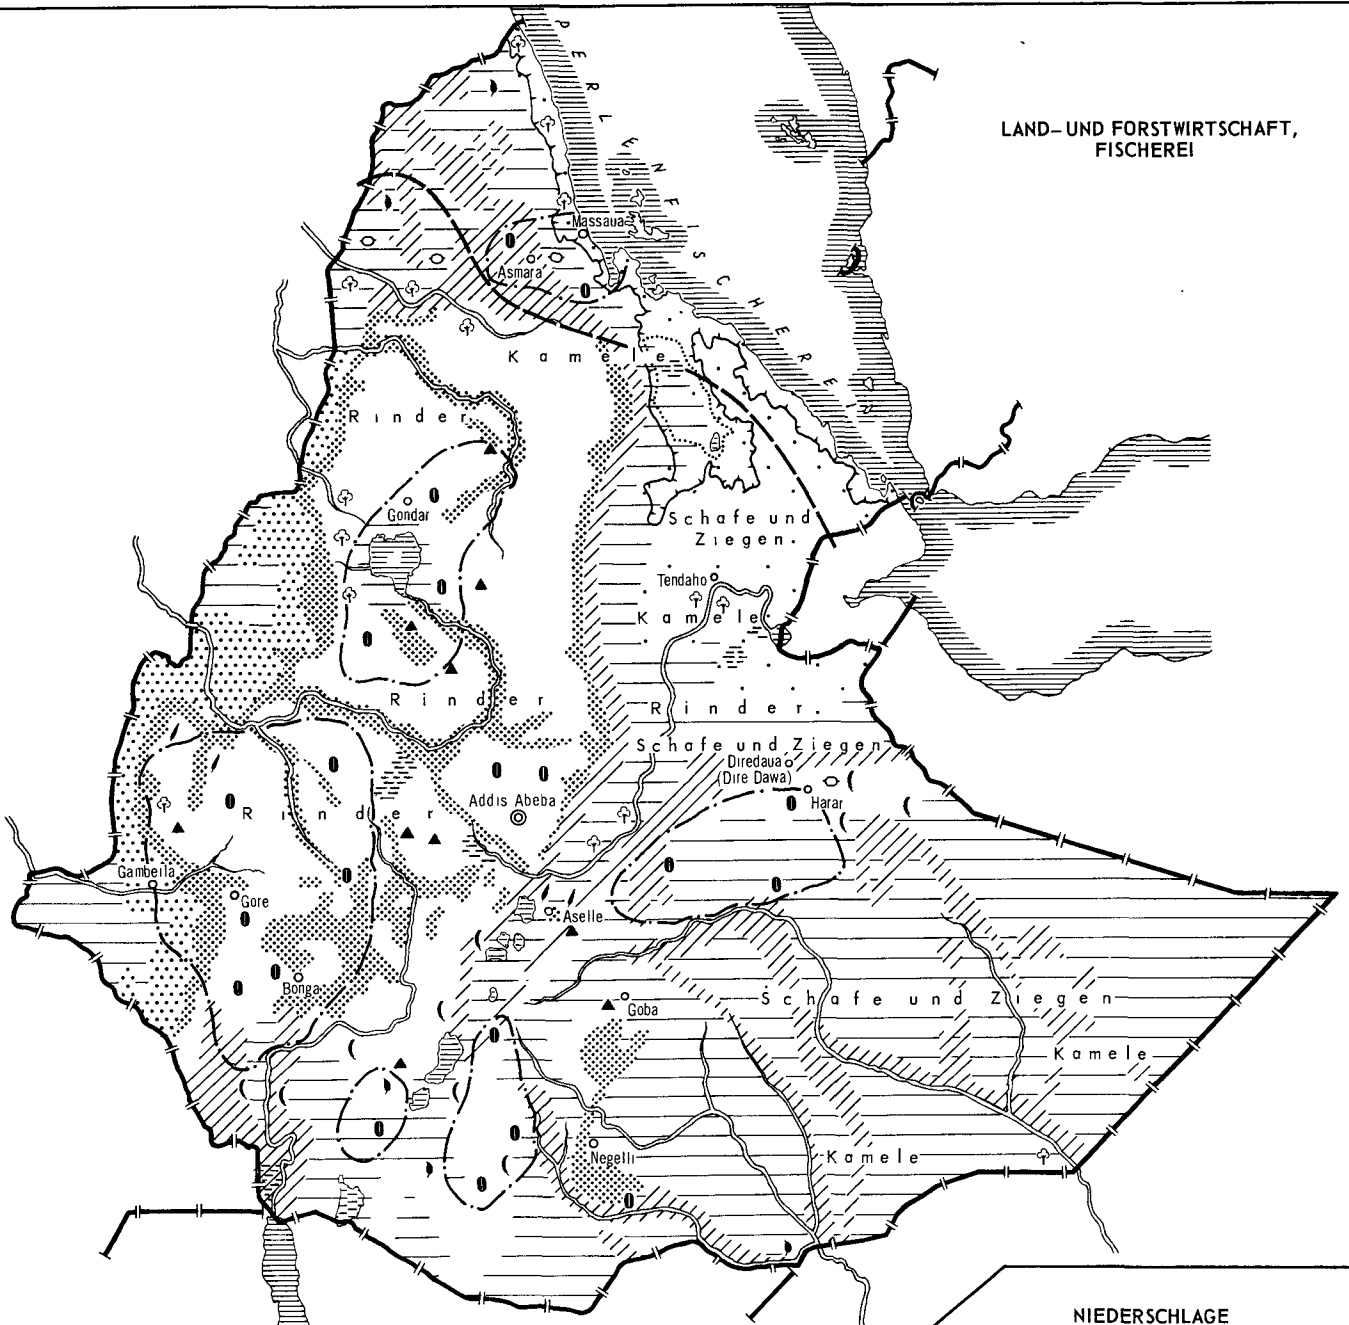 LAND- UND FORSTWIRTSCHAFT,
FISCHEREI
PERLENFISCHEREI
Massaua
Asmara
Kamele
Rinder
Gondar
Schafe und
Ziegen
Tendaho
Kamele
Rinder
Rinder
Schafe und Ziegen
Diredaua
(Dire Dawa)
Harar
Addis Abeba
Rinder
Gambeila
Gore
Aselle
Bonga
Goba
Schafe und Ziegen
Kamele
Negelli
Kamele
NIEDERSCHLAGE